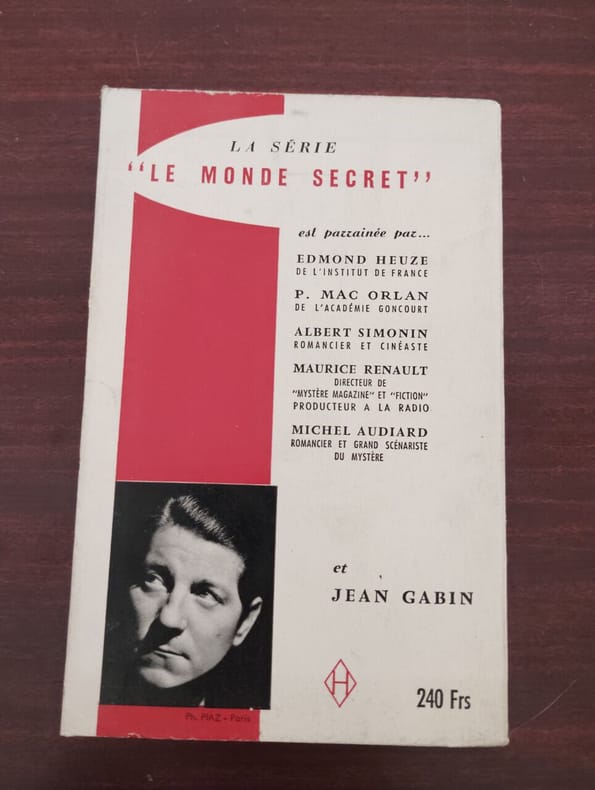 LA SÉRIE
"LE MONDE SECRET"
est parrainée par...
EDMOND HEUZE
DE L'INSTITUT DE FRANCE
P. MAC ORLAN
DE L'ACADÉMIE GONCOURT
ALBERT SIMONIN
ROMANCIER ET CINÉASTE
MAURICE RENAULT
DIRECTEUR DE
"MYSTÈRE MAGAZINE" ET "FICTION"
PRODUCTEUR A LA RADIO
MICHEL AUDIARD
ROMANCIER ET GRAND SCÉNARISTE
DU MYSTÈRE
et
JEAN GABIN
H
240 Frs
Ph. PIAZ - Paris